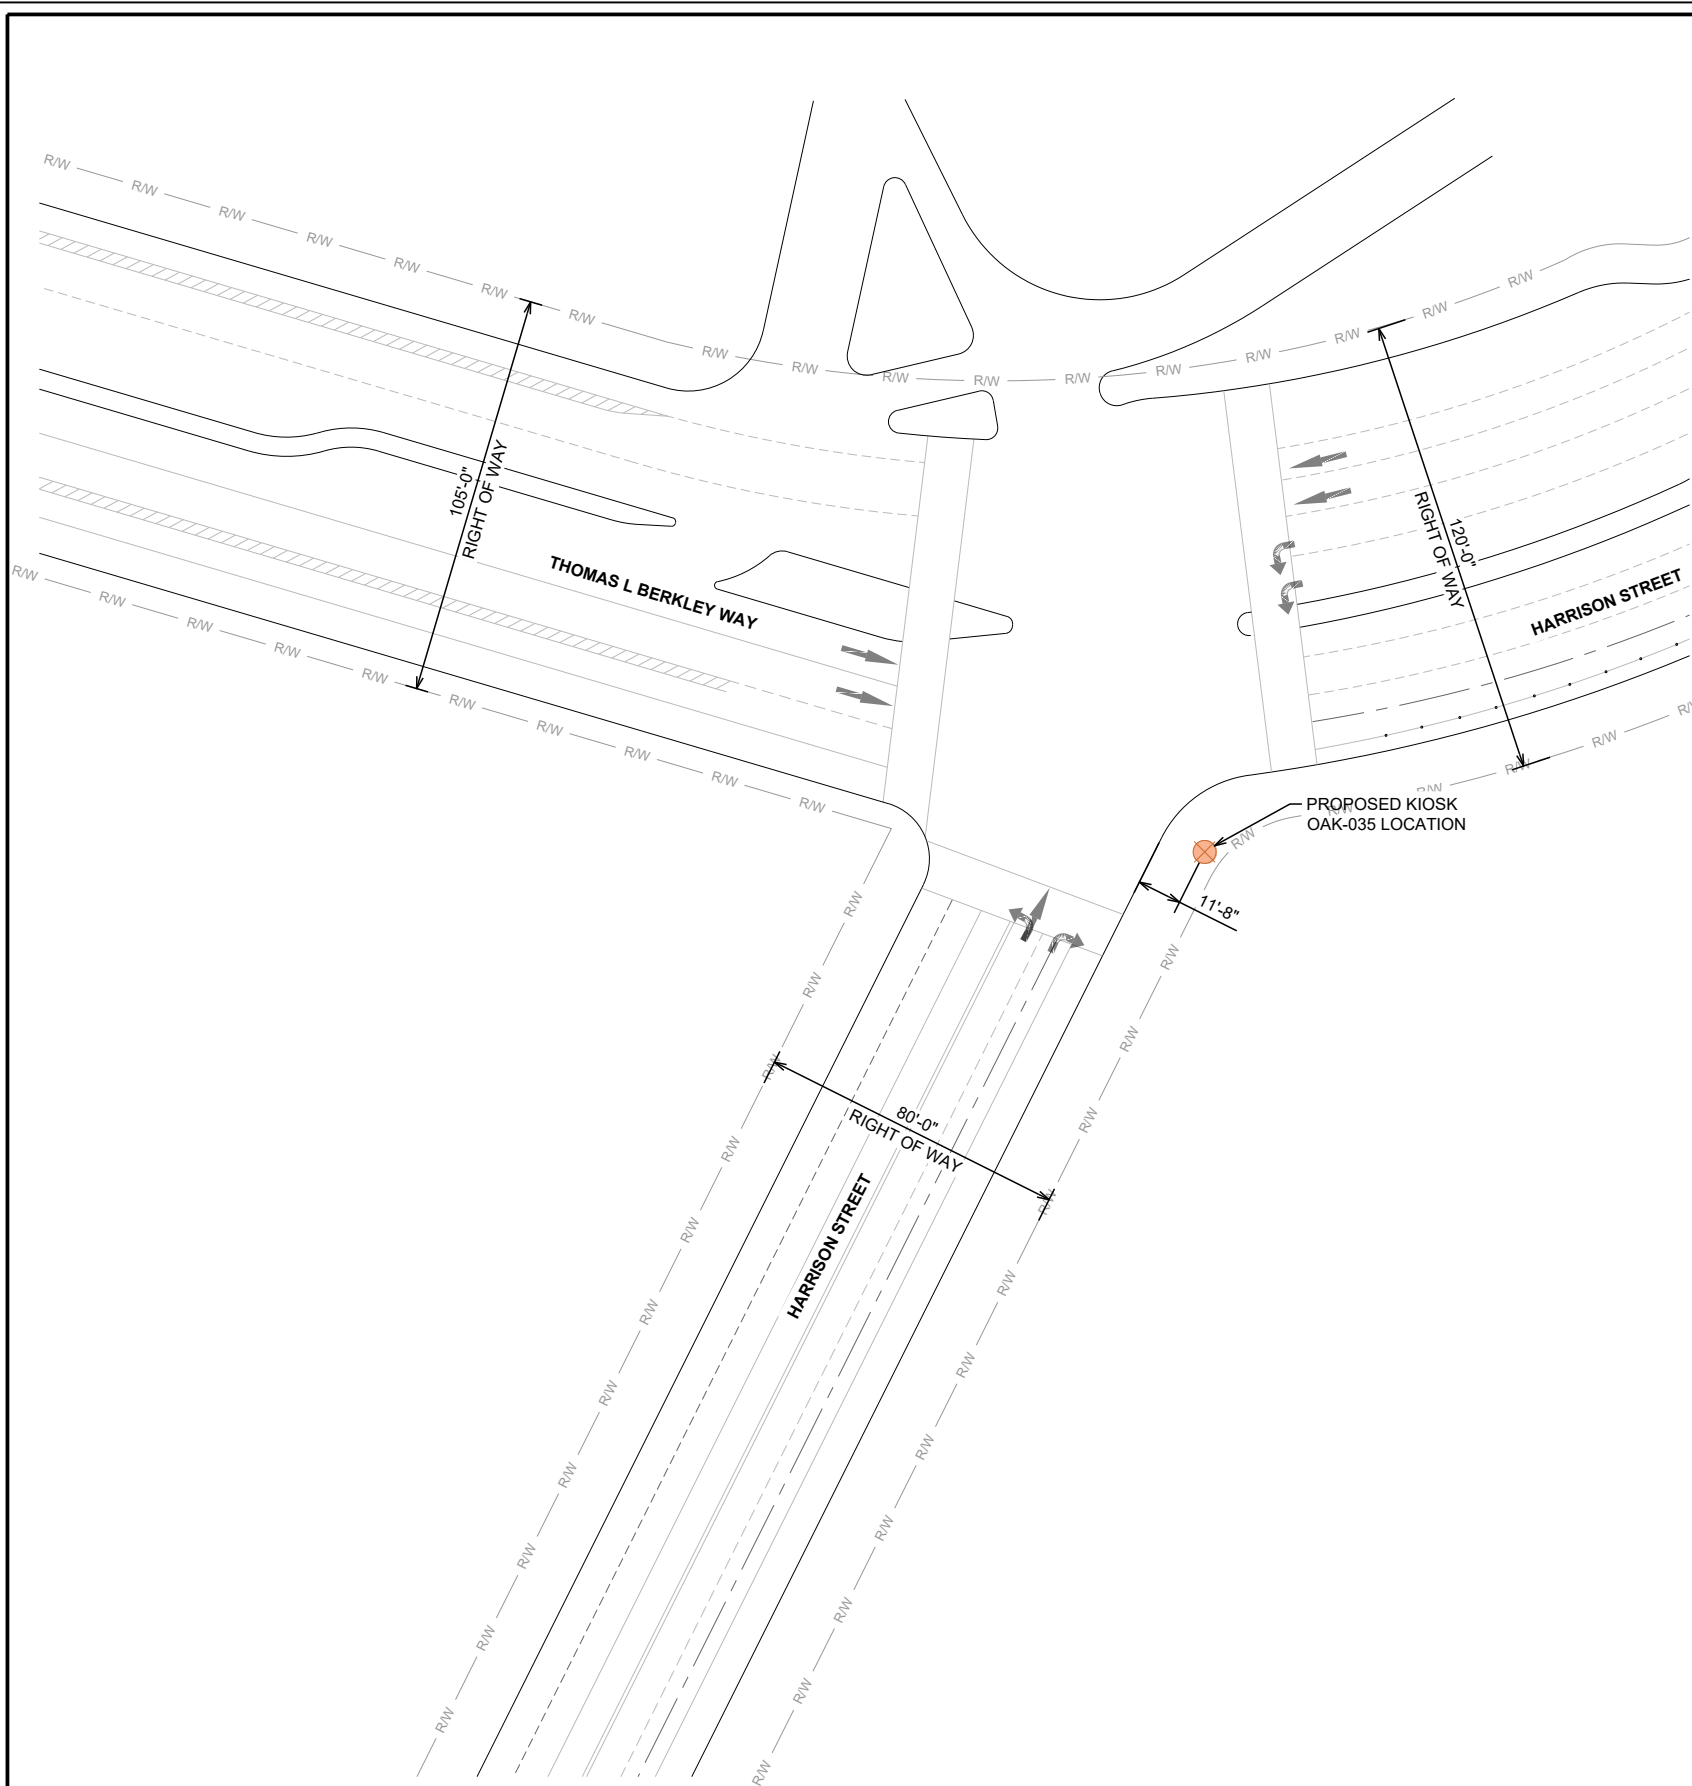 R/W R/W R/W R/W R/W R/W R/W R/W R/W R/W R/W R/W R/W R/W R/W R/W R/W
105'-0"
RIGHT OF WAY
120'-0"
RIGHT OF WAY
THOMAS L BERKLEY WAY
HARRISON STREET
R/W R/W R/W R/W R/W R/W R/W R/W R/W R/W
R/W R/W R/W R/W R/W R/W
PROPOSED KIOSK
OAK-035 LOCATION
11'-8"
80'-0"
RIGHT OF WAY
HARRISON STREET
R/W R/W R/W R/W R/W R/W R/W R/W R/W R/W R/W
R/W R/W R/W R/W R/W R/W R/W R/W R/W R/W R/W